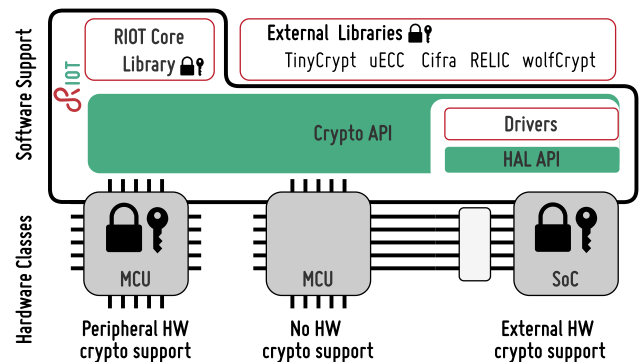 Software Support
RIOT
RIOT Core
Library
External Libraries
TinyCrypt uECC Cifra RELIC wolfCrypt
Crypto API
Drivers
HAL API
Hardware Classes
MCU
MCU
SoC
Peripheral HW
crypto support
No HW
crypto support
External HW
crypto support